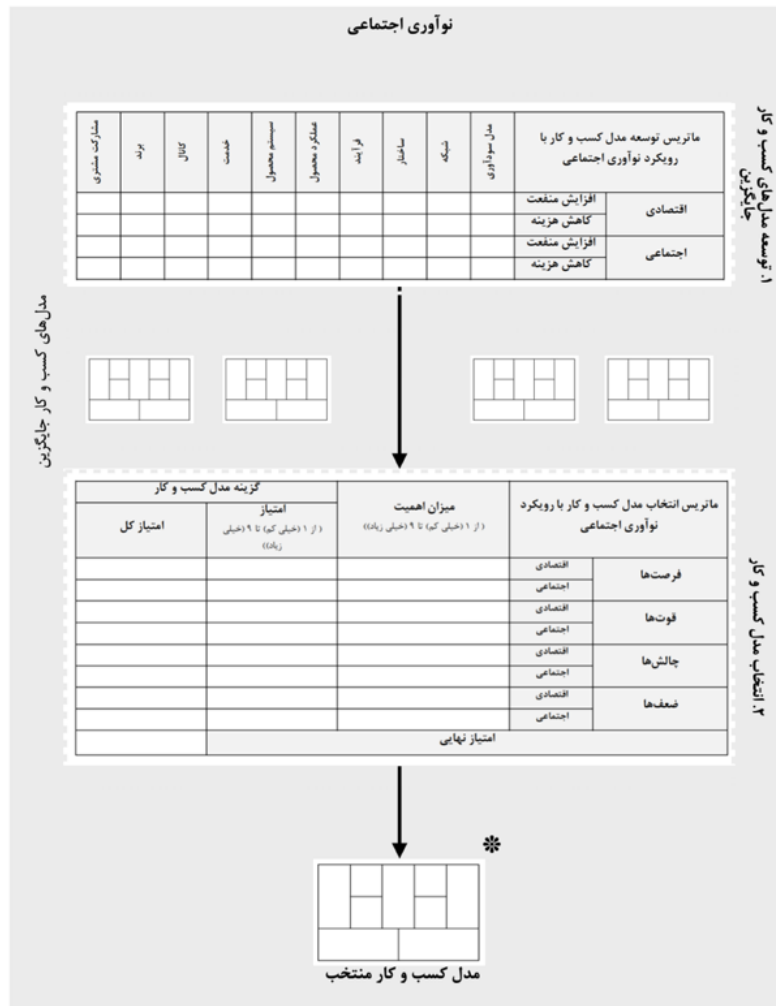 نوآوری اجتماعی
۱. توسعه مدل‌های کسب و کار
جایگزین
ماتریس توسعه مدل کسب و کار با
رویکرد نوآوری اجتماعی
مدل سودآوری
شبکه
ساختار
فرآیند
عملکرد محصول
سیستم محصول
خدمت
کانال
برند
مشارکت مشتری
اقتصادی
افزایش منفعت
کاهش هزینه
اجتماعی
افزایش منفعت
کاهش هزینه
مدل‌های کسب و کار جایگزین
۲. انتخاب مدل کسب و کار
ماتریس انتخاب مدل کسب و کار با رویکرد
نوآوری اجتماعی
میزان اهمیت
( از ۱ (خیلی کم) تا ۹ (خیلی زیاد))
گزینه مدل کسب و کار
امتیاز
( از ۱ (خیلی کم) تا ۹ (خیلی
زیاد))
امتیاز کل
فرصت‌ها
اقتصادی
اجتماعی
قوت‌ها
اقتصادی
اجتماعی
چالش‌ها
اقتصادی
اجتماعی
ضعف‌ها
اقتصادی
اجتماعی
امتیاز نهایی
مدل کسب و کار منتخب